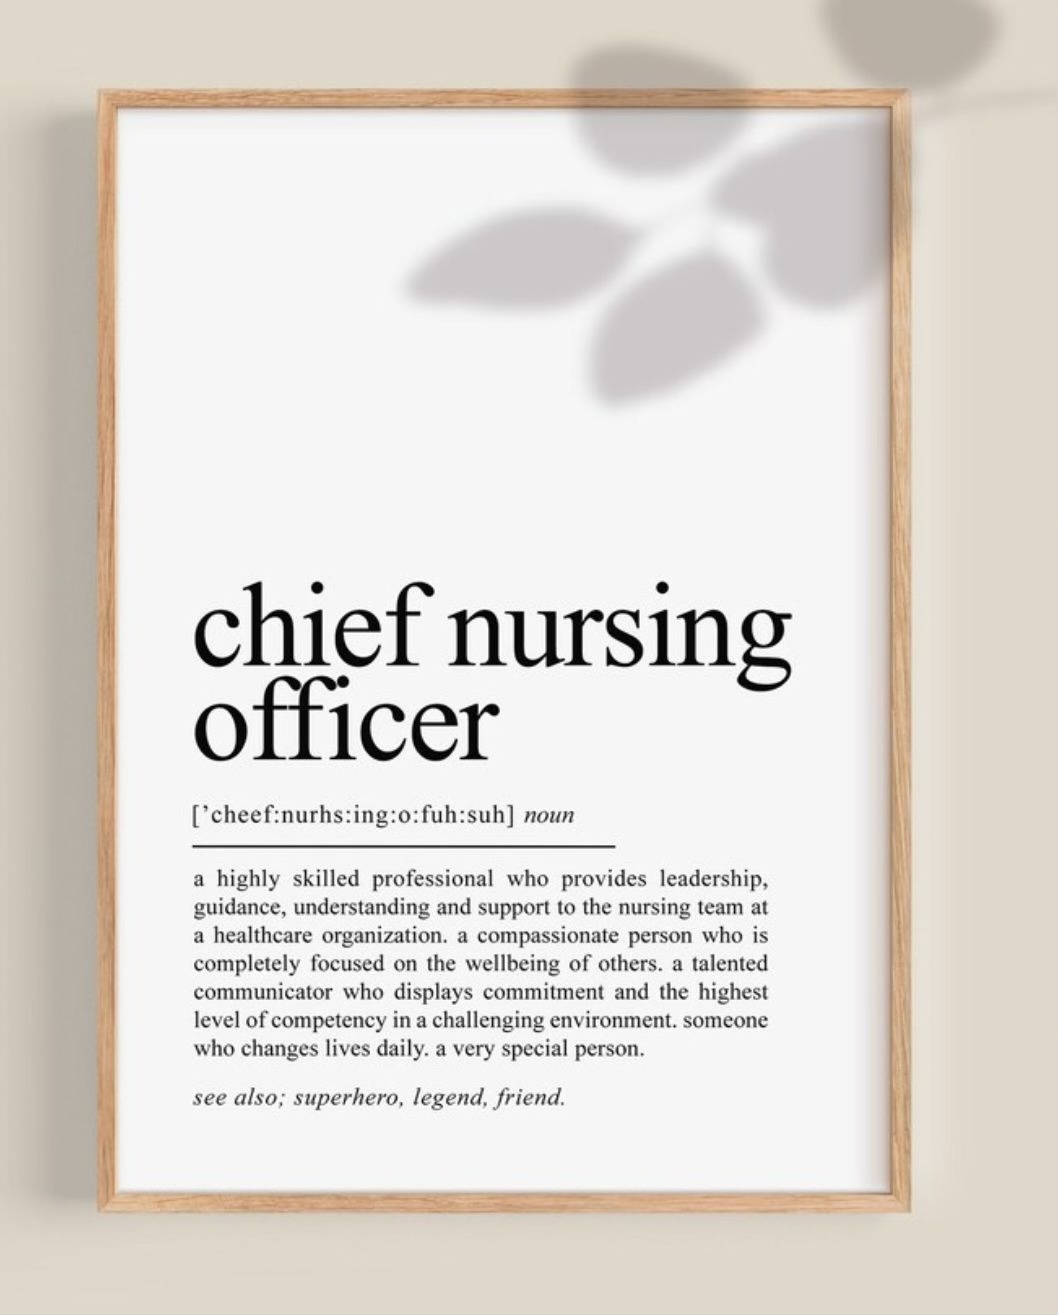 chief nursing
officer
[’cheef:nurhs:ing:o:fuh:suh] noun
a highly skilled professional who provides leadership,
guidance, understanding and support to the nursing team at
a healthcare organization. a compassionate person who is
completely focused on the wellbeing of others. a talented
communicator who displays commitment and the highest
level of competency in a challenging environment. someone
who changes lives daily. a very special person.
see also; superhero, legend, friend.